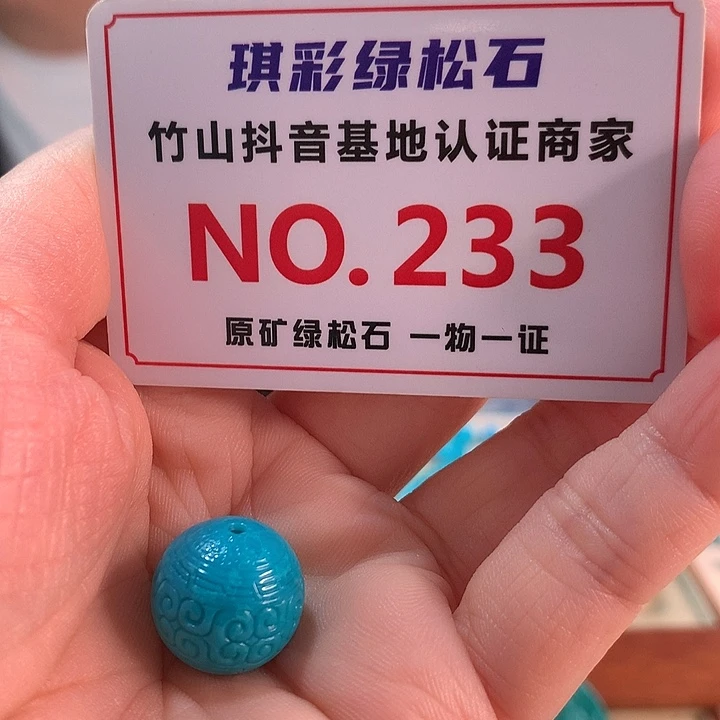 琪彩绿松石
竹山抖音基地认证商家
NO.233
原矿绿松石 一物一证